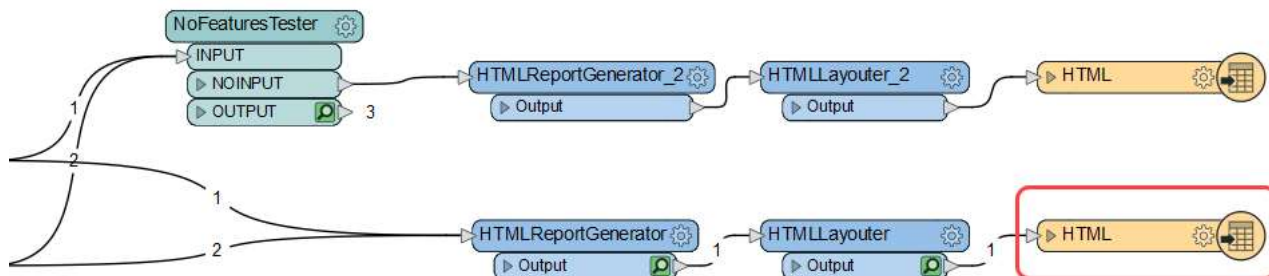 NoFeaturesTester
INPUT
NOINPUT
OUTPUT
3
HTMLReportGenerator_2
Output
HTMLLayouter_2
Output
HTML
1
2
1
2
HTMLReportGenerator
Output
1
HTMLLayouter
Output
1
HTML